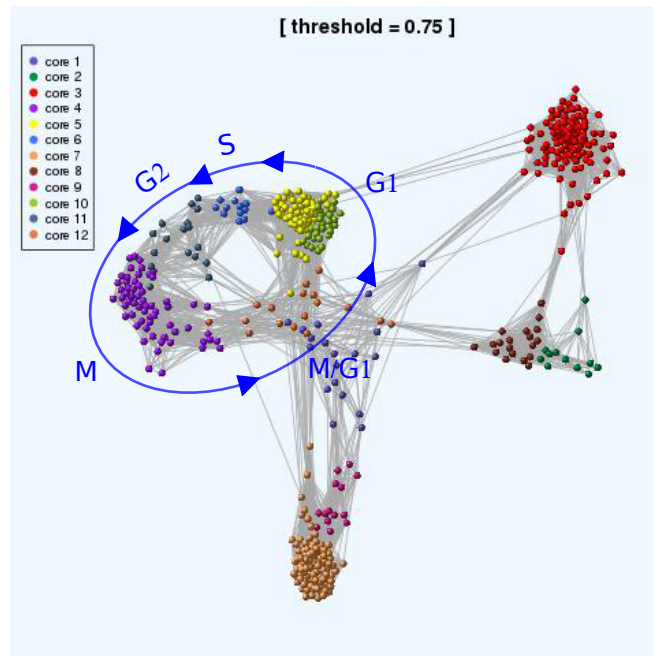 [ threshold = 0.75 ]
core 1
core 2
core 3
core 4
core 5
core 6
core 7
core 8
core 9
core 10
core 11
core 12
S
G2
G1
M
M/G1